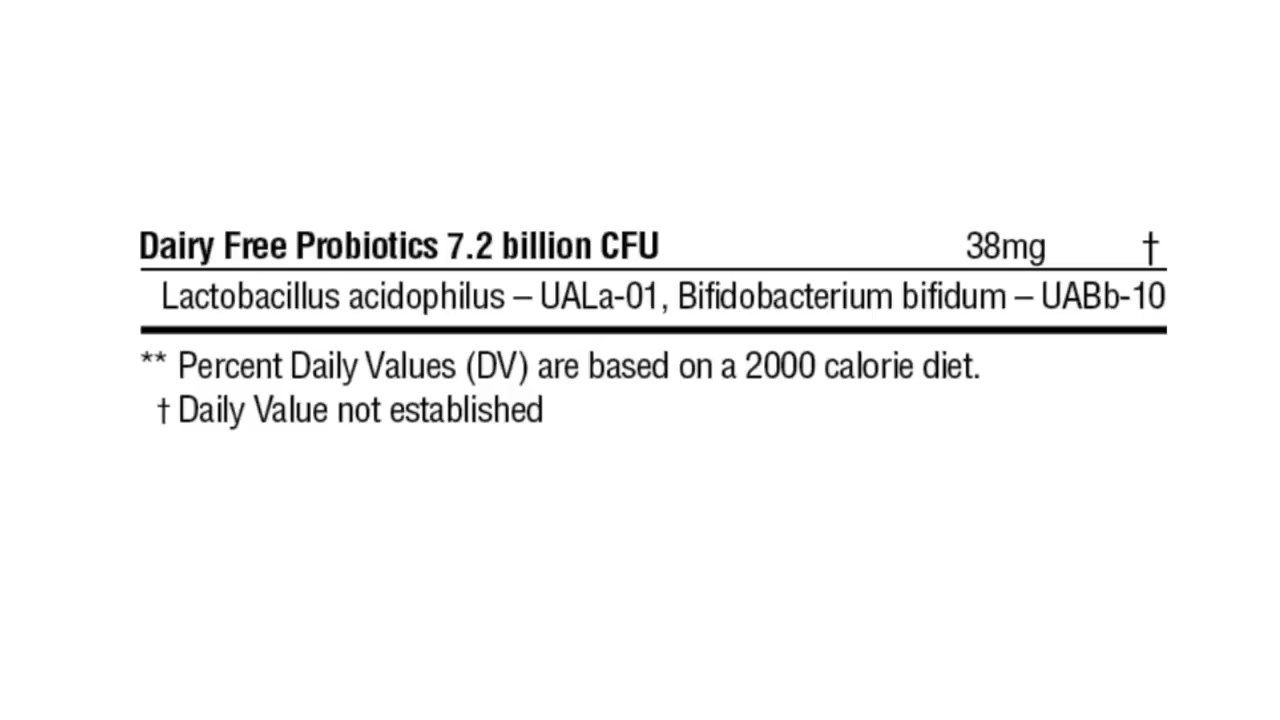 Dairy Free Probiotics 7.2 billion CFU 38mg †
Lactobacillus acidophilus – UALa-01, Bifidobacterium bifidum – UABb-10
** Percent Daily Values (DV) are based on a 2000 calorie diet.
† Daily Value not established